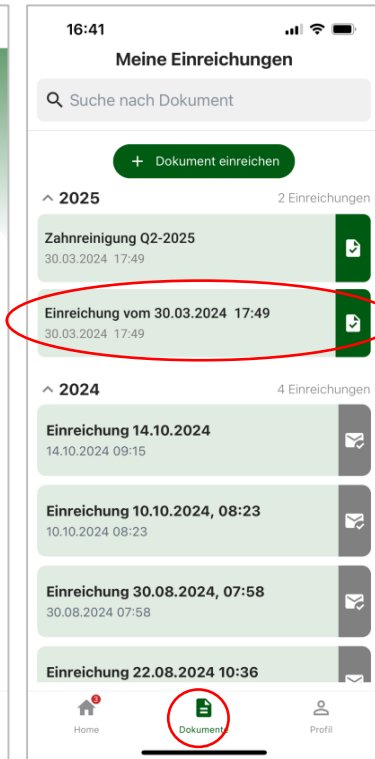 16:41
Meine Einreichungen
Suche nach Dokument
+ Dokument einreichen
2025 2 Einreichungen
Zahnreinigung Q2-2025
30.03.2024 17:49
Einreichung vom 30.03.2024 17:49
30.03.2024 17:49
2024 4 Einreichungen
Einreichung 14.10.2024
14.10.2024 09:15
Einreichung 10.10.2024, 08:23
10.10.2024 08:23
Einreichung 30.08.2024, 07:58
30.08.2024 07:58
Einreichung 22.08.2024 10:36
3
Home Dokumente Profil